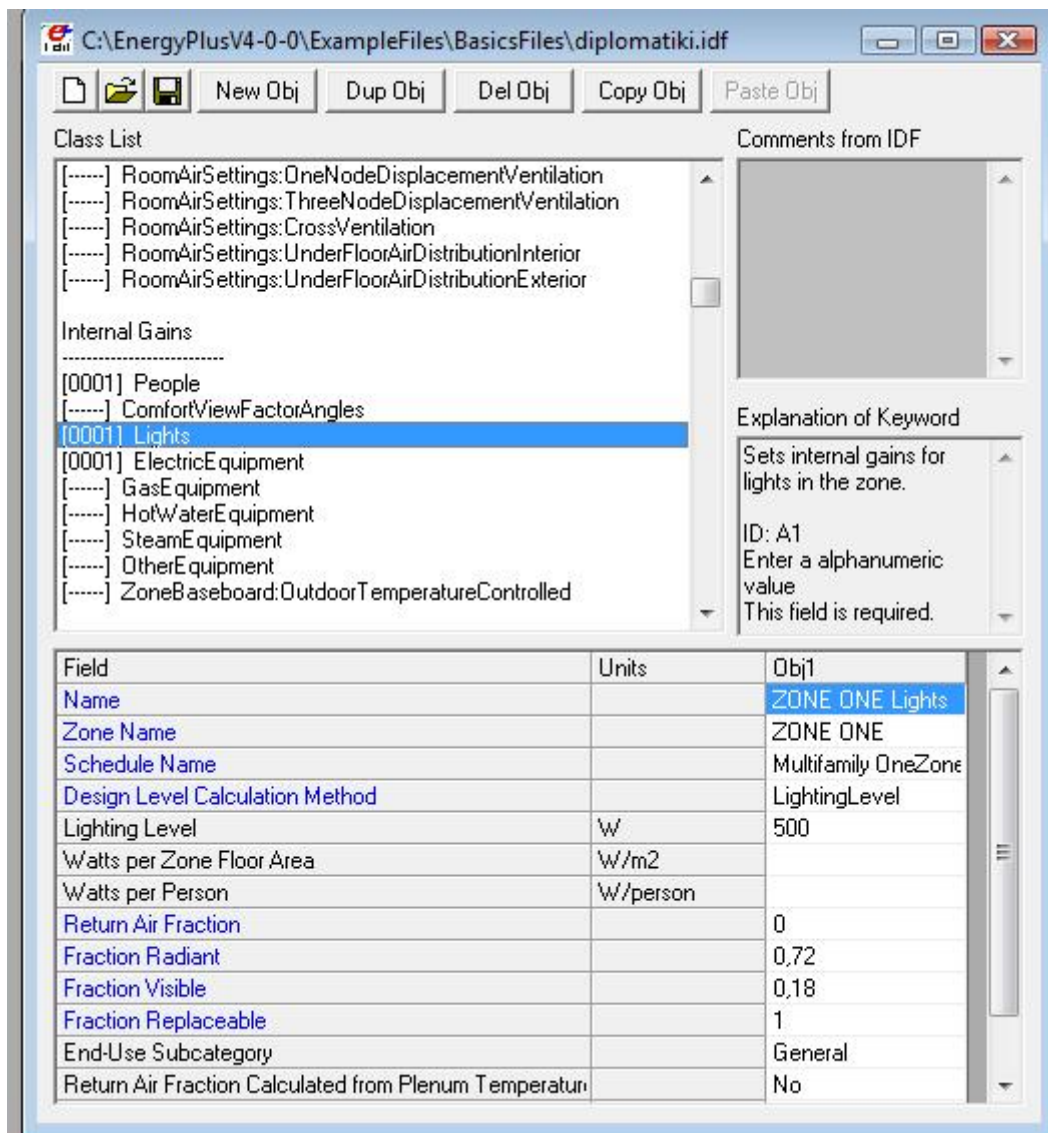 C:\EnergyPlusV4-0-0\ExampleFiles\BasicsFiles\diplomatiki.idf
New Obj Dup Obj Del Obj Copy Obj Paste Obj
Class List
[------] RoomAirSettings:OneNodeDisplacementVentilation
[------] RoomAirSettings:ThreeNodeDisplacementVentilation
[------] RoomAirSettings:CrossVentilation
[------] RoomAirSettings:UnderFloorAirDistributionInterior
[------] RoomAirSettings:UnderFloorAirDistributionExterior
Internal Gains
---------------------------
[0001] People
[------] ComfortViewFactorAngles
[0001] Lights
[0001] ElectricEquipment
[------] GasEquipment
[------] HotWaterEquipment
[------] SteamEquipment
[------] OtherEquipment
[------] ZoneBaseboard:OutdoorTemperatureControlled
Comments from IDF
Explanation of Keyword
Sets internal gains for
lights in the zone.
ID: A1
Enter a alphanumeric
value
This field is required.
Field Units Obj1
Name ZONE ONE Lights
Zone Name ZONE ONE
Schedule Name Multifamily OneZone
Design Level Calculation Method LightingLevel
Lighting Level W 500
Watts per Zone Floor Area W/m2
Watts per Person W/person
Return Air Fraction 0
Fraction Radiant 0,72
Fraction Visible 0,18
Fraction Replaceable 1
End-Use Subcategory General
Return Air Fraction Calculated from Plenum Temperatur No